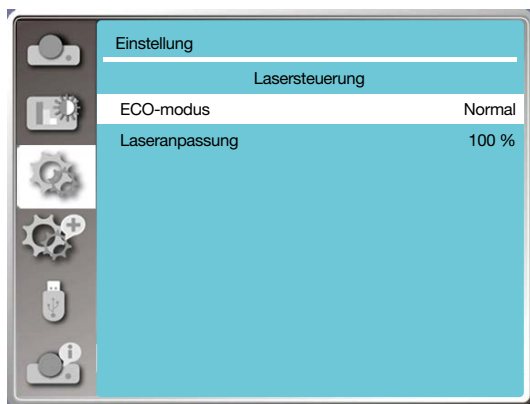 Einstellung
Lasersteuerung
ECO-modus Normal
Laseranpassung 100 %